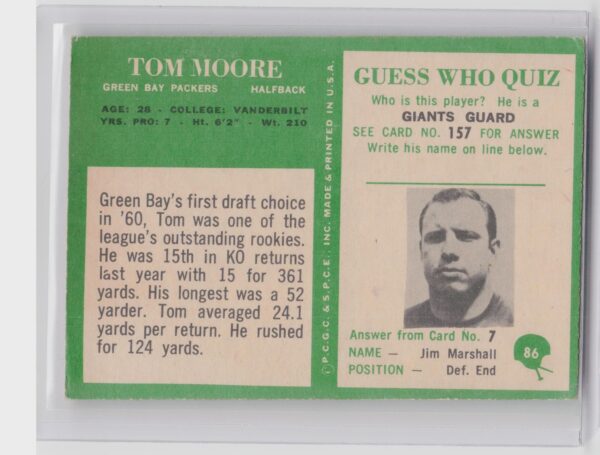 TOM MOORE
GREEN BAY PACKERS HALFBACK
AGE: 28 - COLLEGE: VANDERBILT
YRS. PRO: 7 - Ht. 6'2" - Wt. 210
Green Bay's first draft choice
in '60, Tom was one of the
league's outstanding rookies.
He was 15th in KO returns
last year with 15 for 361
yards. His longest was a 52
yarder. Tom averaged 24.1
yards per return. He rushed
for 124 yards.
©P.C.G.C. & S.P.C.E., INC. MADE & PRINTED IN U.S.A.
GUESS WHO QUIZ
Who is this player? He is a
GIANTS GUARD
SEE CARD NO. 157 FOR ANSWER
Write his name on line below.
Answer from Card No. 7
NAME — Jim Marshall
POSITION — Def. End
86